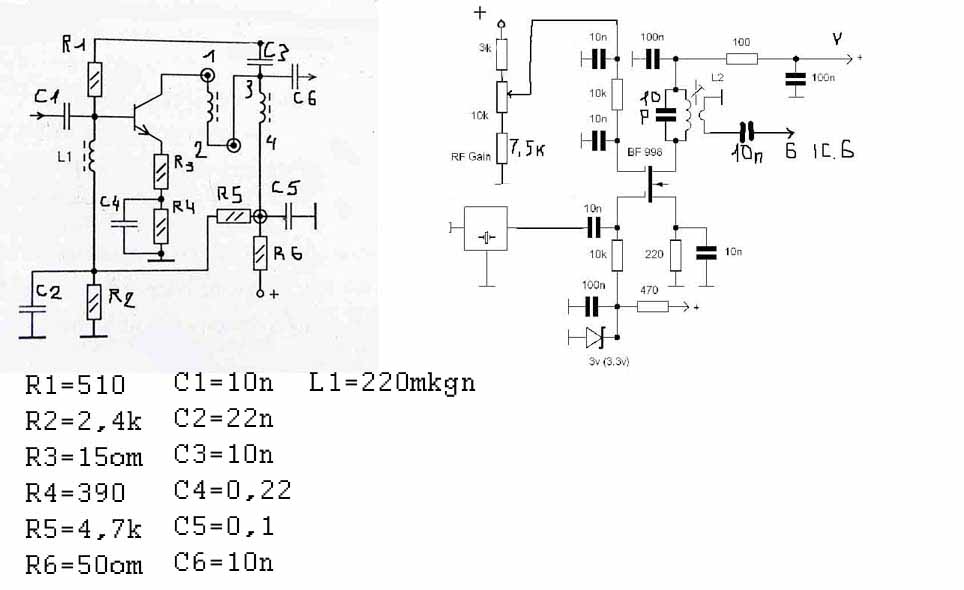 R1
C1
L1
C2
R2
C4
R3
R4
1
2
R5
C3
3
C6
4
C5
R6
+
+
3k
10k
RF Gain
7,5k
10n
10k
10n
100n
10
P
100
L2
V
+
100n
10n
Б 1С.Б
BF 998
10n
10k
220
10n
100n
470
+
3v (3.3v)
R1=510 C1=10n L1=220mkgn
R2=2,4k C2=22n
R3=15om C3=10n
R4=390 C4=0,22
R5=4,7k C5=0,1
R6=50om C6=10n